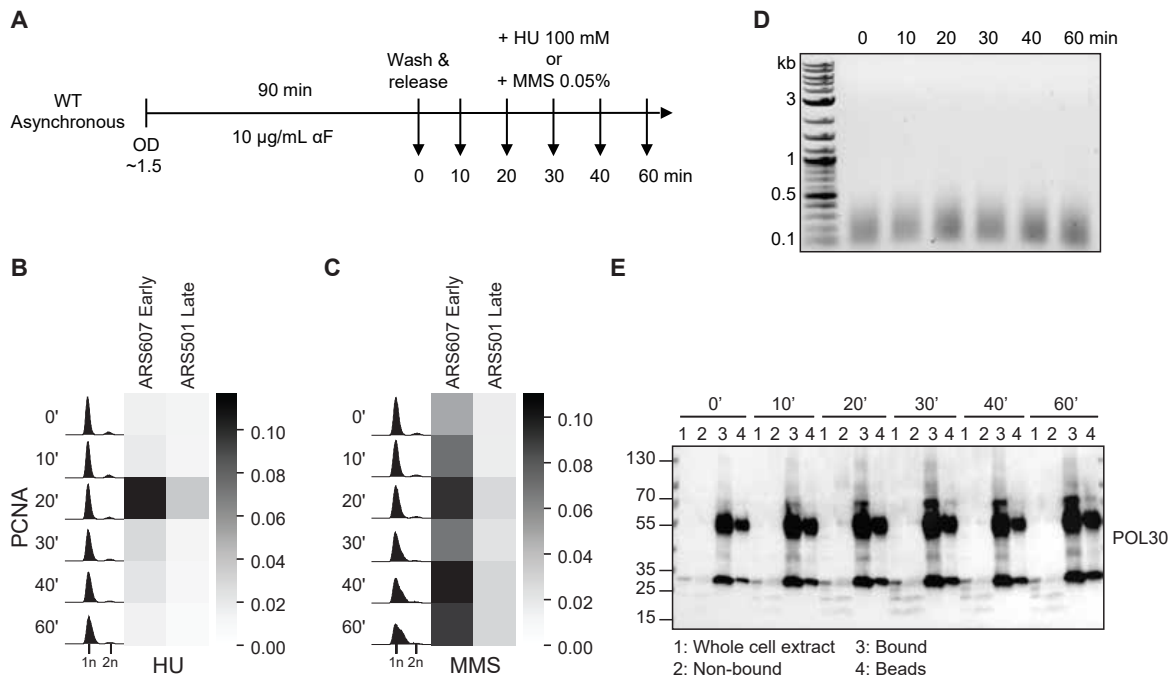 A
WT
Asynchronous
OD
~1.5
90 min
10 µg/mL αF
Wash &
release
+ HU 100 mM
or
+ MMS 0.05%
0 10 20 30 40 60 min
B
ARS607 Early
ARS501 Late
PCNA
0'
10'
20'
30'
40'
60'
0.10
0.08
0.06
0.04
0.02
0.00
1n 2n
HU
C
ARS607 Early
ARS501 Late
0'
10'
20'
30'
40'
60'
0.10
0.08
0.06
0.04
0.02
0.00
1n 2n
MMS
D
0 10 20 30 40 60 min
kb
3
1
0.5
0.1
E
0' 10' 20' 30' 40' 60'
1 2 3 4 1 2 3 4 1 2 3 4 1 2 3 4 1 2 3 4 1 2 3 4
130
70
55
35
25
15
POL30
1: Whole cell extract 3: Bound
2: Non-bound 4: Beads